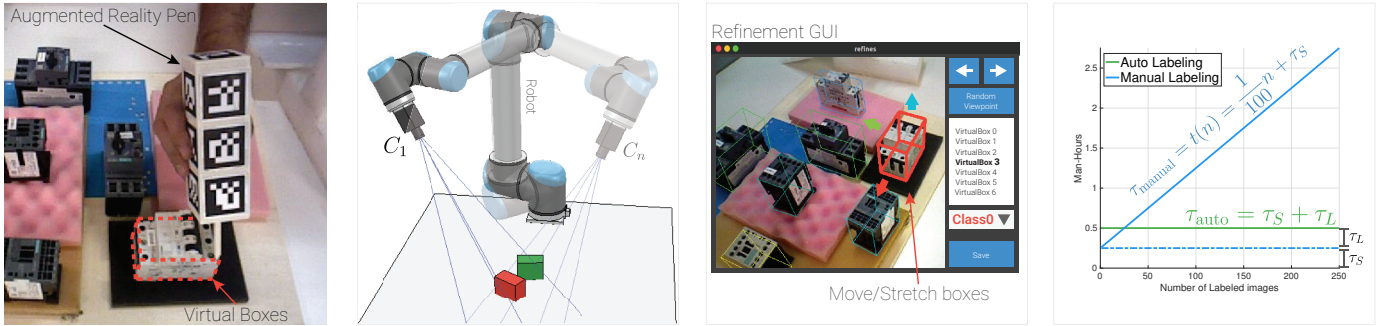 Augmented Reality Pen
Virtual Boxes
C₁
Cₙ
Robot
Refinement GUI
refines
Random
Viewpoint
VirtualBox 0
VirtualBox 1
VirtualBox 2
VirtualBox 3
VirtualBox 4
VirtualBox 5
VirtualBox 6
Class0 ▼
Save
Move/Stretch boxes
Auto Labeling
Manual Labeling
τmanual = t(n) = 1/100 n + τS
τauto = τS + τL
τL
τS
Man-Hours
2.5
2
1.5
1
0.5
0
0 50 100 150 200 250
Number of Labeled images